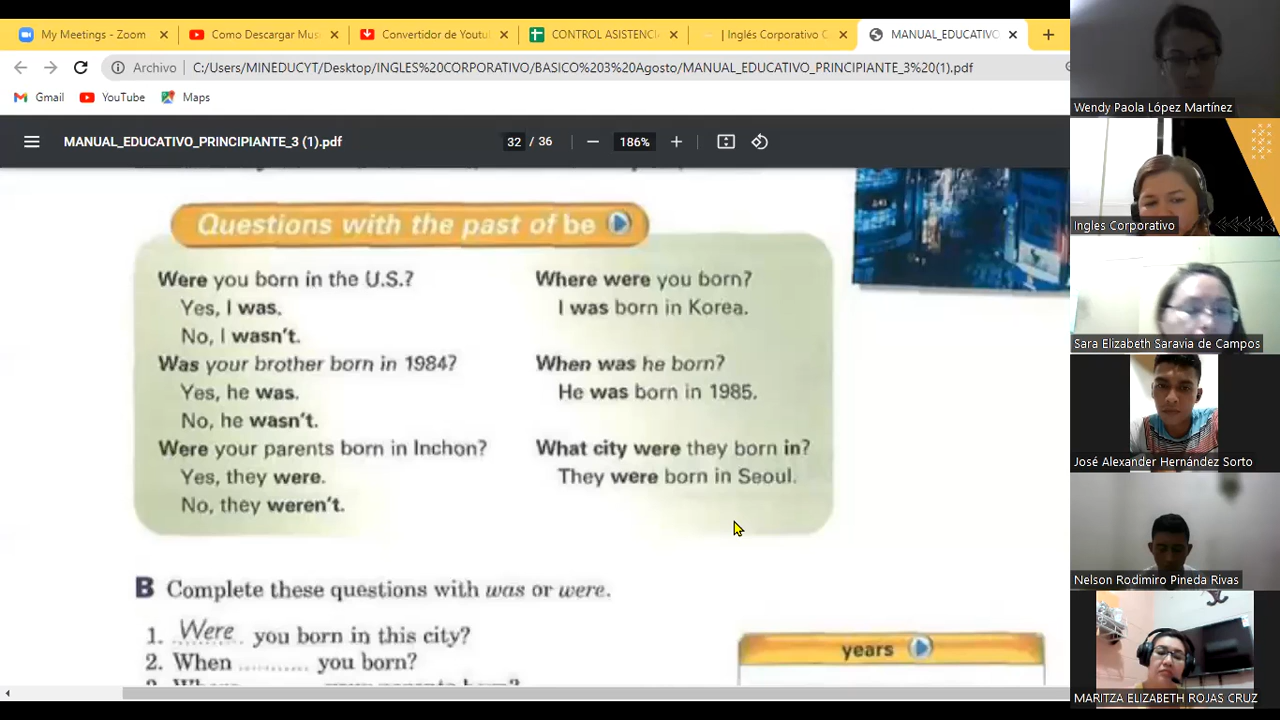 My Meetings - Zoom
Como Descargar Mus
Convertidor de Youtu
CONTROL ASISTENCI
Inglés Corporativo C
MANUAL_EDUCATIVO
Archivo C:/Users/MINEDUCYT/Desktop/INGLES%20CORPORATIVO/BASICO%203%20Agosto/MANUAL_EDUCATIVO_PRINCIPIANTE_3%20(1).pdf
Gmail YouTube Maps
MANUAL_EDUCATIVO_PRINCIPIANTE_3 (1).pdf
32 / 36
186%
Questions with the past of be
Were you born in the U.S.?
Yes, I was.
No, I wasn't.
Was your brother born in 1984?
Yes, he was.
No, he wasn't.
Were your parents born in Inchon?
Yes, they were.
No, they weren't.
Where were you born?
I was born in Korea.
When was he born?
He was born in 1985.
What city were they born in?
They were born in Seoul.
B Complete these questions with was or were.
1. Were you born in this city?
2. When .......... you born?
years
Wendy Paola López Martínez
Ingles Corporativo
Sara Elizabeth Saravia de Campos
José Alexander Hernández Sorto
Nelson Rodimiro Pineda Rivas
MARITZA ELIZABETH ROJAS CRUZ